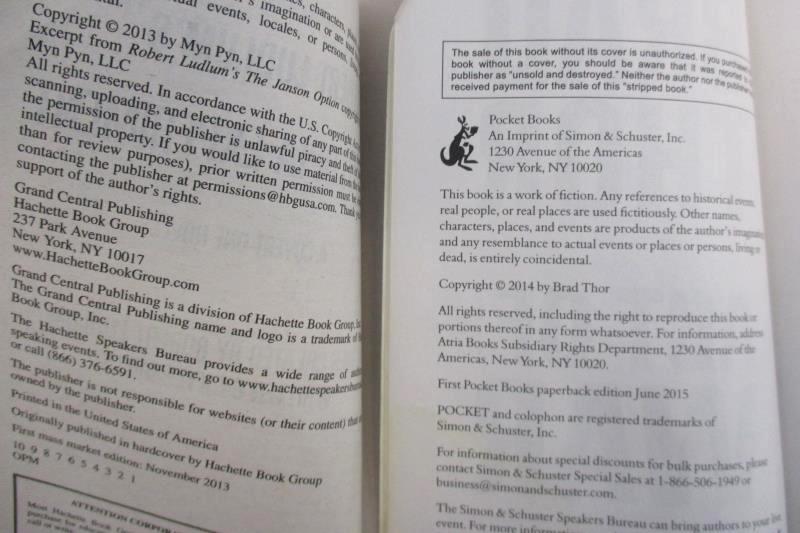 characters,
's imagination or are used
events, locales, or persons,
Copyright © 2013 by Myn Pyn, LLC
Excerpt from Robert Ludlum's The Janson Option
Myn Pyn, LLC
All rights reserved. In accordance with the U.S. Copyright
scanning, uploading, and electronic sharing of any part of
the permission of the publisher is unlawful piracy and theft
intellectual property. If you would like to use material from the
than for review purposes), prior written permission must be
contacting the publisher at permissions@hbgusa.com. Thank
support of the author's rights.
Grand Central Publishing
Hachette Book Group
237 Park Avenue
New York, NY 10017
www.HachetteBookGroup.com
Grand Central Publishing is a division of Hachette Book Group,
The Grand Central Publishing name and logo is a trademark of
Book Group, Inc.
The Hachette Speakers Bureau provides a wide range of
speaking events. To find out more, go to www.hachettespeakersbu
or call (866) 376-6591.
The publisher is not responsible for websites (or their content) that
owned by the publisher.
Printed in the United States of America
Originally published in hardcover by Hachette Book Group
First mass market edition: November 2013
10 9 8 7 6 5 4 3 2 1
OPM
ATTENTION
Most Hachette Book
The sale of this book without its cover is unauthorized. If you purchased
book without a cover, you should be aware that it was reported to
publisher as "unsold and destroyed." Neither the author nor the publisher
received payment for the sale of this "stripped book."
Pocket Books
An Imprint of Simon & Schuster, Inc.
1230 Avenue of the Americas
New York, NY 10020
This book is a work of fiction. Any references to historical events,
real people, or real places are used fictitiously. Other names,
characters, places, and events are products of the author's imagination
and any resemblance to actual events or places or persons, living or
dead, is entirely coincidental.
Copyright © 2014 by Brad Thor
All rights reserved, including the right to reproduce this book or
portions thereof in any form whatsoever. For information, address
Atria Books Subsidiary Rights Department, 1230 Avenue of the
Americas, New York, NY 10020.
First Pocket Books paperback edition June 2015
POCKET and colophon are registered trademarks of
Simon & Schuster, Inc.
For information about special discounts for bulk purchases, please
contact Simon & Schuster Special Sales at 1-866-506-1949 or
business@simonandschuster.com.
The Simon & Schuster Speakers Bureau can bring authors to your live
event. For more information